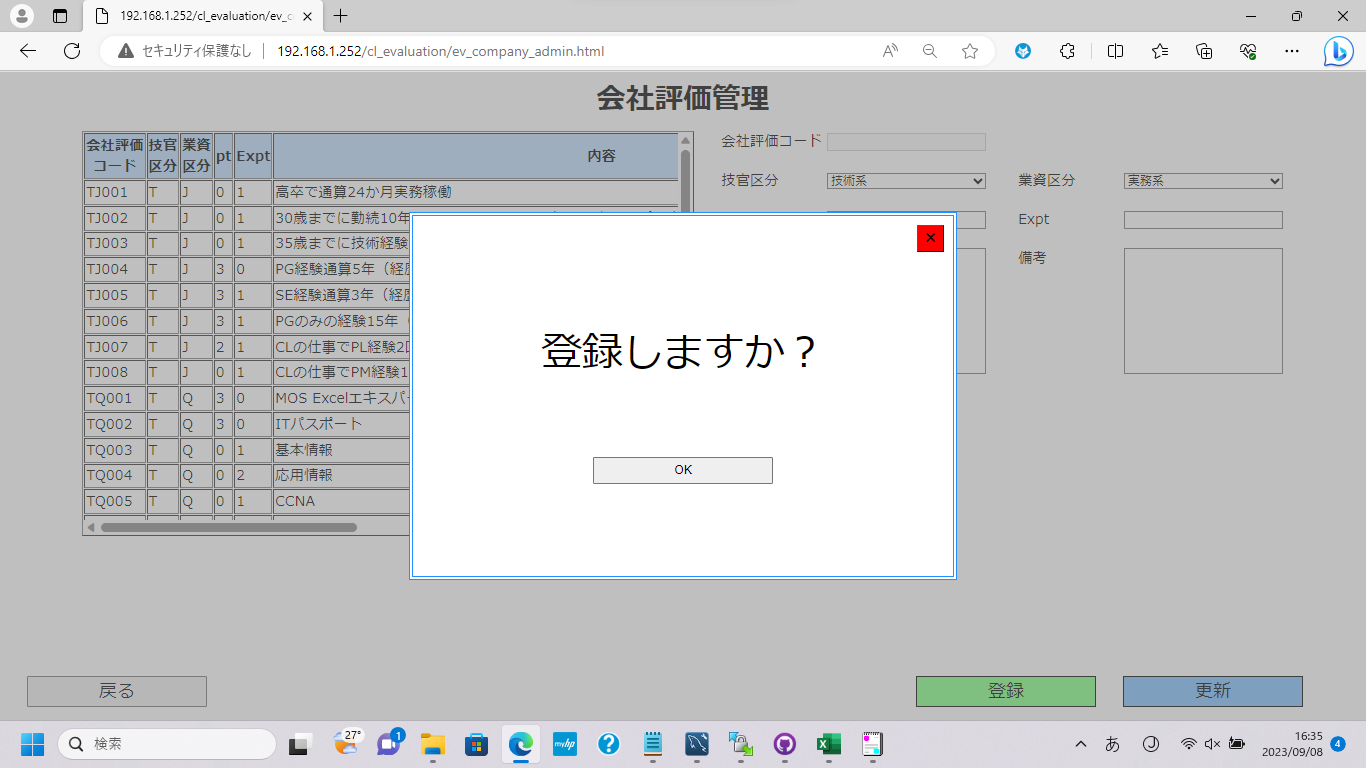 192.168.1.252/cl_evaluation/ev_c
セキュリティ保護なし 192.168.1.252/cl_evaluation/ev_company_admin.html
会社評価管理
会社評価コード 技官区分 業資区分 pt Expt 内容
TJ001 T J 0 1 高卒で通算24か月実務稼働
TJ002 T J 0 1 30歳までに勤続10年
TJ003 T J 0 1 35歳までに技術経験
TJ004 T J 3 0 PG経験通算5年（経歴
TJ005 T J 3 1 SE経験通算3年（経歴
TJ006 T J 3 1 PGのみの経験15年（
TJ007 T J 2 1 CLの仕事でPL経験2回
TJ008 T J 0 1 CLの仕事でPM経験1
TQ001 T Q 3 0 MOS Excelエキスパー
TQ002 T Q 3 0 ITパスポート
TQ003 T Q 0 1 基本情報
TQ004 T Q 0 2 応用情報
TQ005 T Q 0 1 CCNA
会社評価コード
技官区分 技術系 業資区分 実務系
Expt
備考
×
登録しますか？
OK
戻る 登録 更新
検索 27° 1 myhp あ 16:35
2023/09/08 4